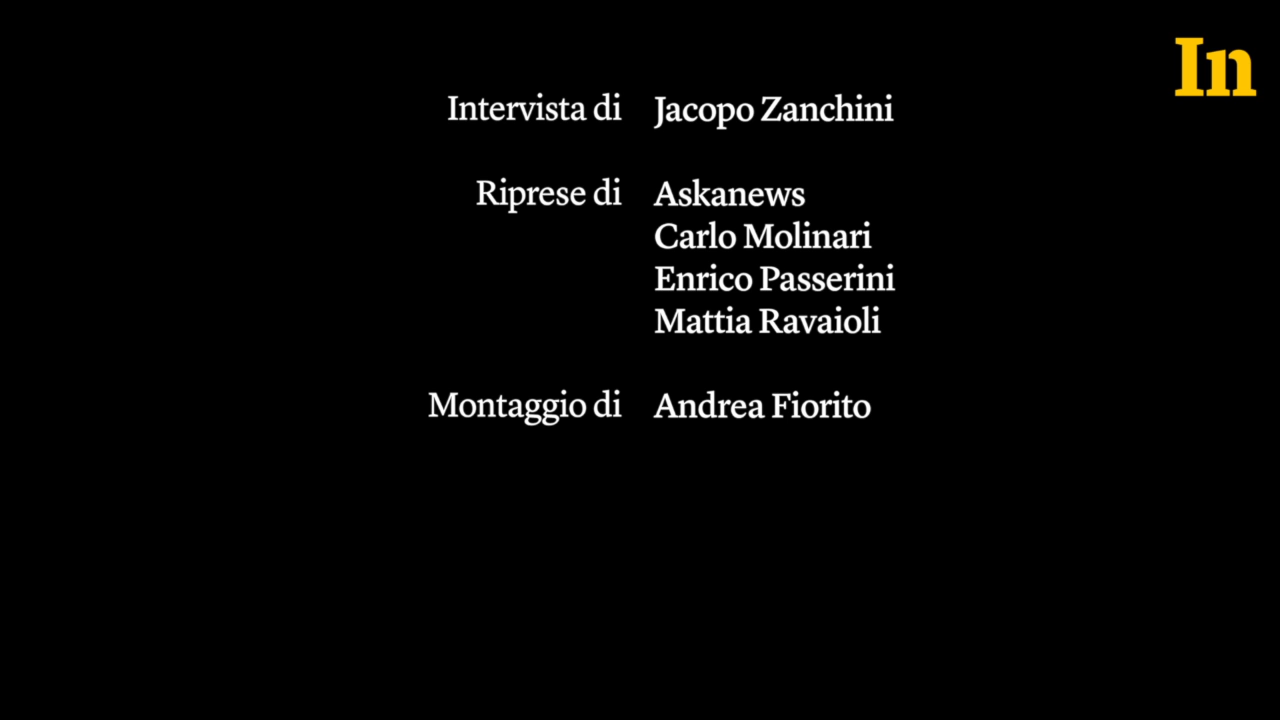 In
Intervista di Jacopo Zanchini
Riprese di Askanews
Carlo Molinari
Enrico Passerini
Mattia Ravaioli
Montaggio di Andrea Fiorito